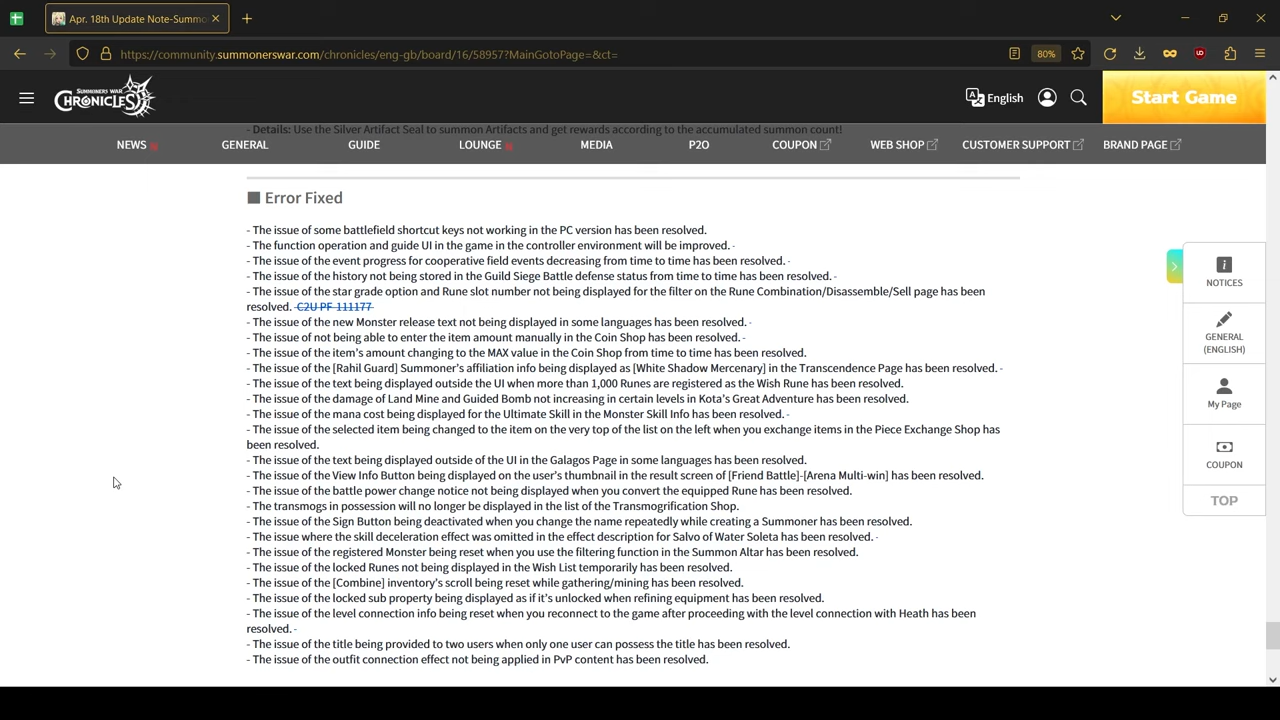 Apr. 18th Update Note-Summo
https://community.summonerswar.com/chronicles/eng-gb/board/16/58957?MainGotoPage=&ct=
80%
SUMMONERS WAR
CHRONICLES
English
Start Game
- Details: Use the Silver Artifact Seal to summon Artifacts and get rewards according to the accumulated summon count!
NEWS GENERAL GUIDE LOUNGE MEDIA P2O COUPON WEB SHOP CUSTOMER SUPPORT BRAND PAGE
■ Error Fixed
- The issue of some battlefield shortcut keys not working in the PC version has been resolved.
- The function operation and guide UI in the game in the controller environment will be improved. -
- The issue of the event progress for cooperative field events decreasing from time to time has been resolved. -
- The issue of the history not being stored in the Guild Siege Battle defense status from time to time has been resolved. -
- The issue of the star grade option and Rune slot number not being displayed for the filter on the Rune Combination/Disassemble/Sell page has been
resolved. -C2U PF-111177-
- The issue of the new Monster release text not being displayed in some languages has been resolved. -
- The issue of not being able to enter the item amount manually in the Coin Shop has been resolved. -
- The issue of the item's amount changing to the MAX value in the Coin Shop from time to time has been resolved.
- The issue of the [Rahil Guard] Summoner's affiliation info being displayed as [White Shadow Mercenary] in the Transcendence Page has been resolved. -
- The issue of the text being displayed outside the UI when more than 1,000 Runes are registered as the Wish Rune has been resolved.
- The issue of the damage of Land Mine and Guided Bomb not increasing in certain levels in Kota's Great Adventure has been resolved.
- The issue of the mana cost being displayed for the Ultimate Skill in the Monster Skill Info has been resolved. -
- The issue of the selected item being changed to the item on the very top of the list on the left when you exchange items in the Piece Exchange Shop has
been resolved.
- The issue of the text being displayed outside of the UI in the Galagos Page in some languages has been resolved.
- The issue of the View Info Button being displayed on the user's thumbnail in the result screen of [Friend Battle]-[Arena Multi-win] has been resolved.
- The issue of the battle power change notice not being displayed when you convert the equipped Rune has been resolved.
- The transmogs in possession will no longer be displayed in the list of the Transmogrification Shop.
- The issue of the Sign Button being deactivated when you change the name repeatedly while creating a Summoner has been resolved.
- The issue where the skill deceleration effect was omitted in the effect description for Salvo of Water Soleta has been resolved. -
- The issue of the registered Monster being reset when you use the filtering function in the Summon Altar has been resolved.
- The issue of the locked Runes not being displayed in the Wish List temporarily has been resolved.
- The issue of the [Combine] inventory's scroll being reset while gathering/mining has been resolved.
- The issue of the locked sub property being displayed as if it's unlocked when refining equipment has been resolved.
- The issue of the level connection info being reset when you reconnect to the game after proceeding with the level connection with Heath has been
resolved. -
- The issue of the title being provided to two users when only one user can possess the title has been resolved.
- The issue of the outfit connection effect not being applied in PvP content has been resolved.
NOTICES
GENERAL
(ENGLISH)
My Page
COUPON
TOP